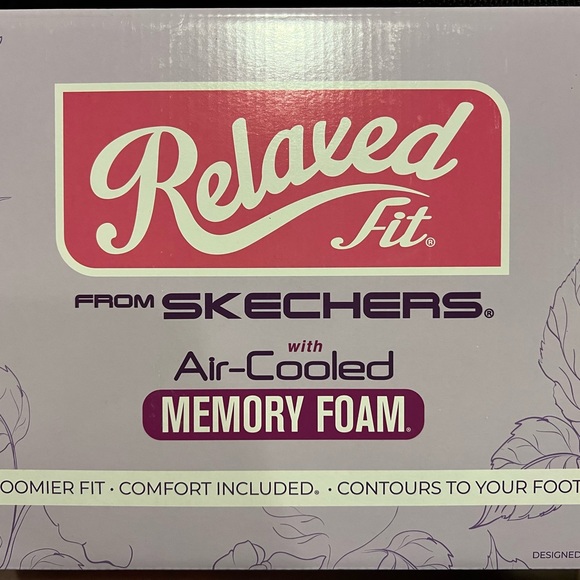 Relaxed
Fit®
FROM SKECHERS®
with
Air-Cooled
MEMORY FOAM®
OOMIER FIT · COMFORT INCLUDED® · CONTOURS TO YOUR FOOT
DESIGNED